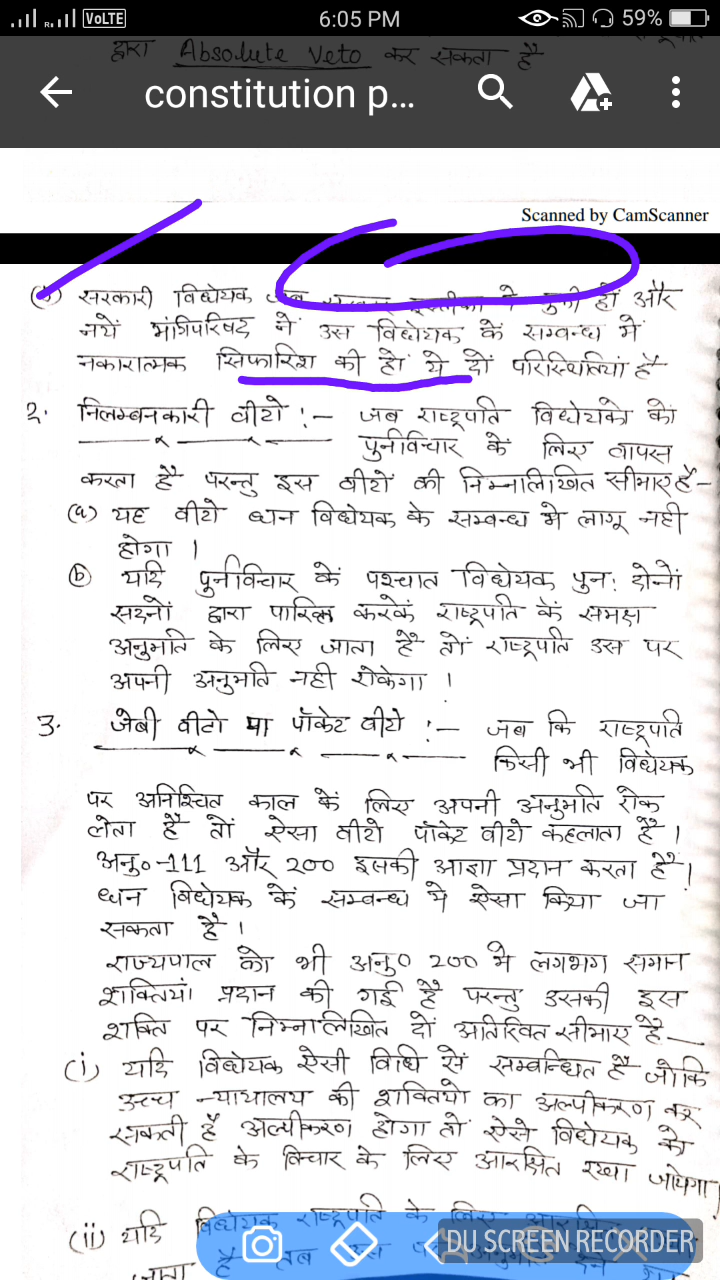 VoLTE 6:05 PM 59%
द्वारा Absolute Veto कर सकता है
constitution p...
Scanned by CamScanner
सरकारी विधेयक जब हो और
नये मंत्रिपरिषद ने उस विधेयक के सम्बन्ध में
नकारात्मक सिफारिश की हो ये दो परिस्थितियां है
2. निलम्बनकारी वीटो :- जब राष्ट्रपति विधेयको को
पुनर्विचार के लिए वापस
करता है परन्तु इस वीटों की निम्नालिखित सीमाए है-
(a) यह वीटो धन विधेयक के सम्बन्ध मे लागू नही
होगा ।
(b) यदि पुर्नविचार के पश्चात विधेयक पुन: दोनों
सदनों द्वारा पारित करके राष्ट्रपति के समक्ष
अनुमति के लिए जाता है तो राष्ट्रपति उस पर
अपनी अनुमति नही रोकेगा ।
3. जेबी वीटो या पॉकेट वीटो :- जब कि राष्ट्रपति
किसी भी विधेयक
पर अनिश्चित काल के लिए अपनी अनुमति रोक
लेता है तो ऐसा वीटो पॉकेट वीटो कहलाता है ।
अनु०-111 और 200 इसकी आज्ञा प्रदान करता है ।
धन विधेयक के सम्बन्ध मे ऐसा किया जा
सकता है ।
राज्यपाल को भी अनु० 200 मे लगभग समान
शक्तियां प्रदान की गई है परन्तु उसकी इस
शक्ति पर निम्नालिखित दो अतिरिक्त सीमाए है-
(i) यदि विधेयक ऐसी विधि से सम्बन्धित है जोकि
उच्च न्यायालय की शक्तियो का अल्पीकरण कर
सकती है अल्पीकरण होगा तो ऐसे विधेयक को
राष्ट्रपति के विचार के लिए आरक्षित रखा जायेगा।
(ii) यदि विधेयक राष्ट्रपति के लिए
जाता है तब
DU SCREEN RECORDER